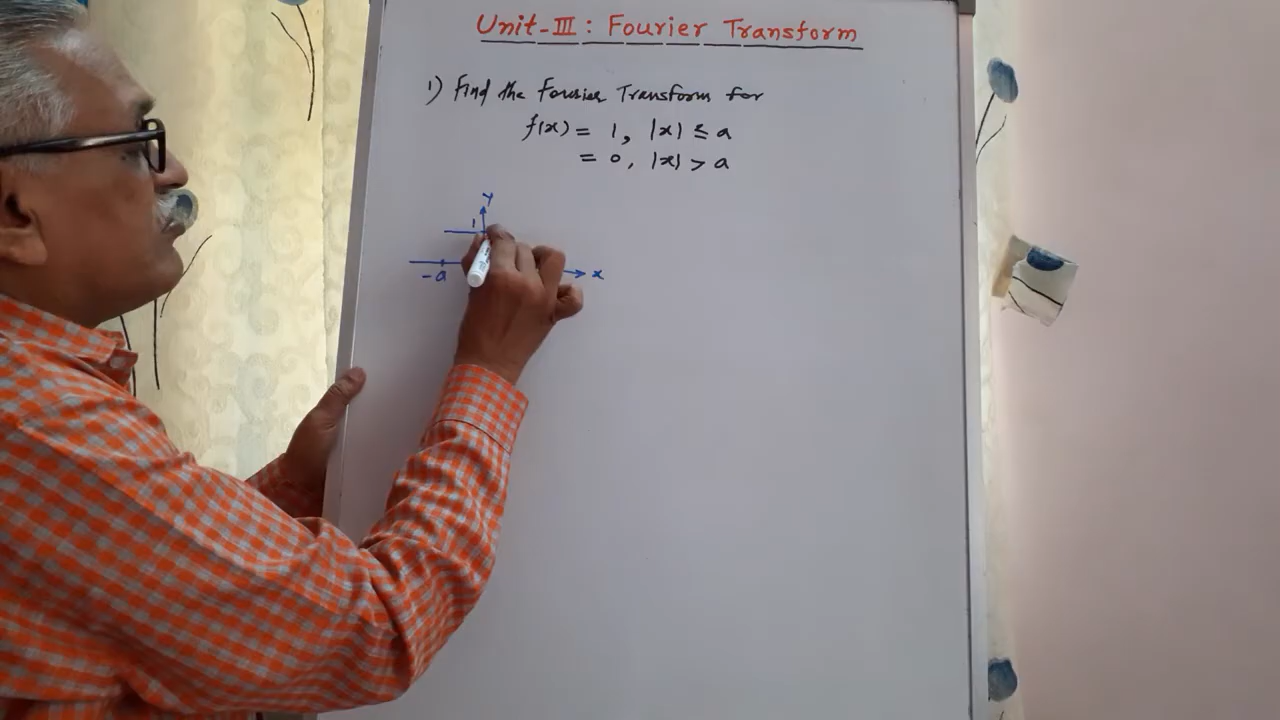 Unit-III : Fourier Transform
1) Find the Fourier Transform for
f(x) = 1, |x| ≤ a
= 0, |x| > a
y
1
-a
x